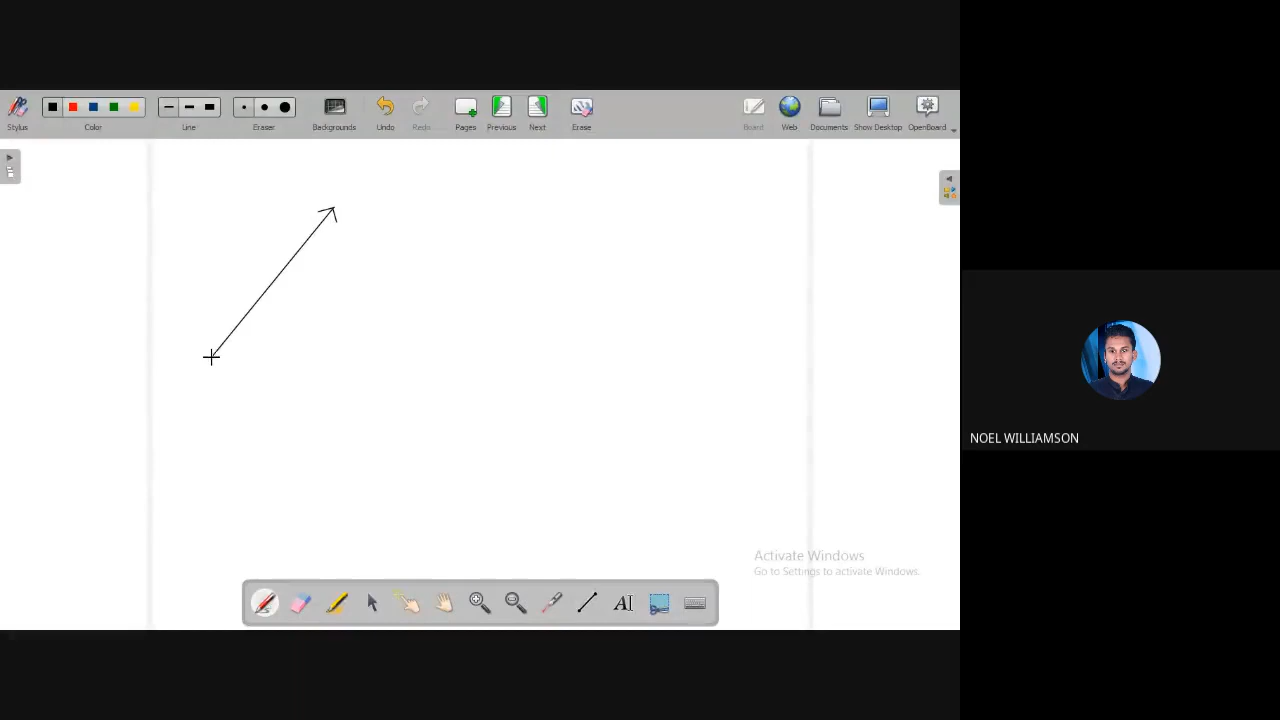 Stylus Color Line Eraser Backgrounds Undo Redo Pages Previous Next Erase Board Web Documents Show Desktop OpenBoard
NOEL WILLIAMSON
Activate Windows
Go to Settings to activate Windows.
AI